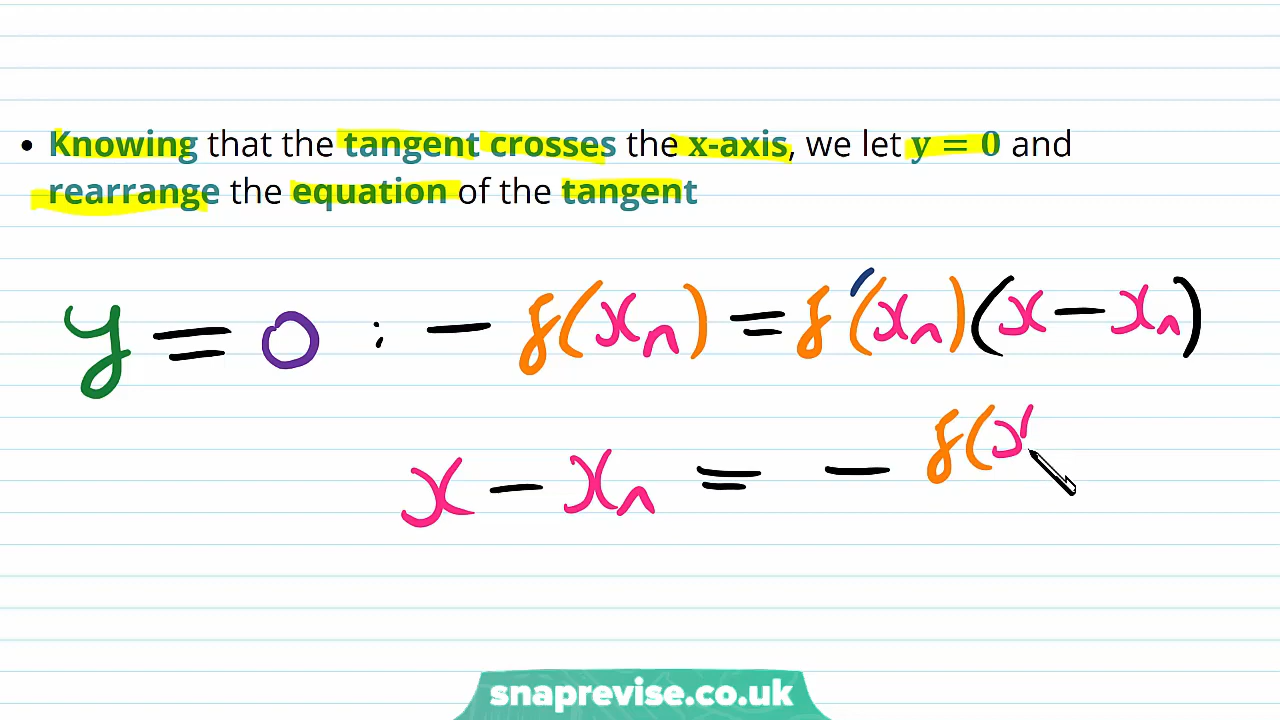 • Knowing that the tangent crosses the x-axis, we let y = 0 and
rearrange the equation of the tangent
y = 0 : − f(xₙ) = f′(xₙ)(x − xₙ)
x − xₙ = − f(x
snaprevise.co.uk